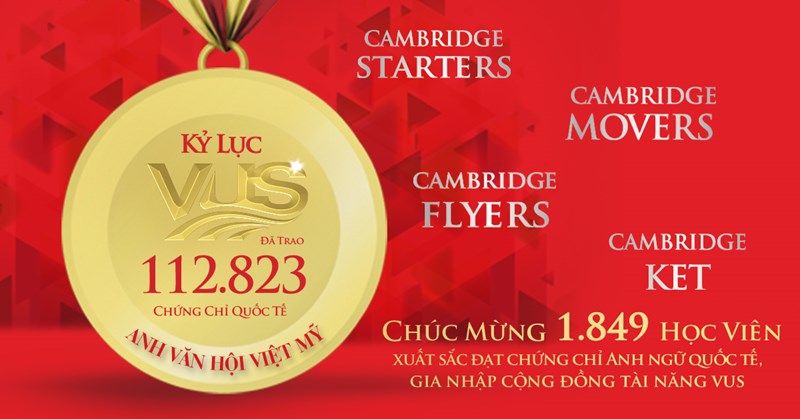 KỶ LỤC
VUS
ĐÃ TRAO
112.823
CHỨNG CHỈ QUỐC TẾ
ANH VĂN HỘI VIỆT MỸ
CAMBRIDGE
STARTERS
CAMBRIDGE
MOVERS
CAMBRIDGE
FLYERS
CAMBRIDGE
KET
CHÚC MỪNG 1.849 HỌC VIÊN
XUẤT SẮC ĐẠT CHỨNG CHỈ ANH NGỮ QUỐC TẾ,
GIA NHẬP CỘNG ĐỒNG TÀI NĂNG VUS